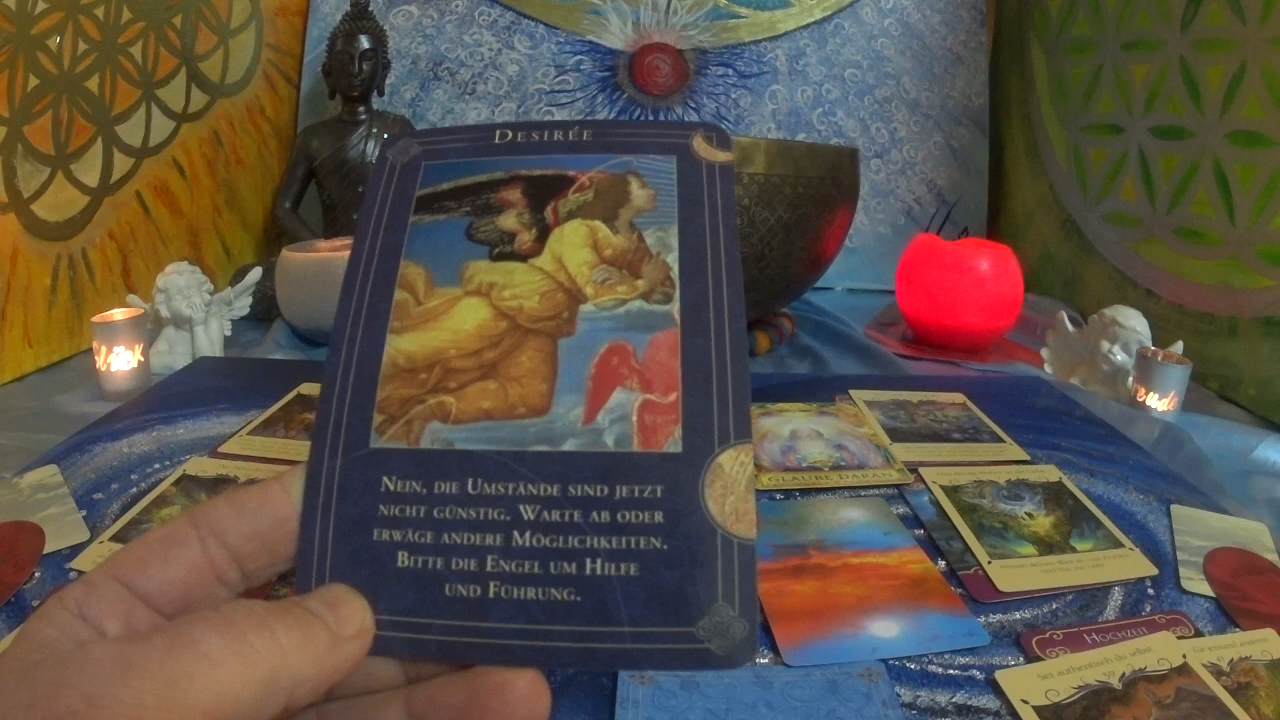 Desirée
Nein, die Umstände sind jetzt
nicht günstig. Warte ab oder
erwäge andere Möglichkeiten.
Bitte die Engel um Hilfe
und Führung.
Glück
Glaube daran
Hochzeit
Sei authentisch du selbst
39